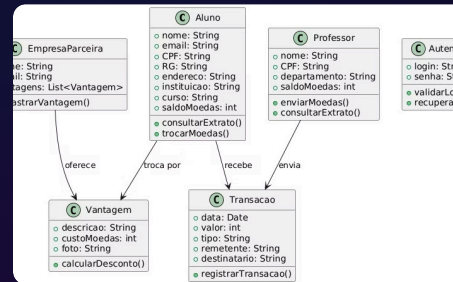 C EmpresaParceira
me: String
ail: String
tagens: List<Vantagem>
astrarVantagem()
C Aluno
nome: String
email: String
CPF: String
RG: String
endereco: String
instituicao: String
curso: String
saldoMoedas: int
consultarExtrato()
trocarMoedas()
C Professor
nome: String
CPF: String
departamento: String
saldoMoedas: int
enviarMoedas()
consultarExtrato()
C Auten
login: Str
senha: St
validarLo
recupera
oferece
troca por
recebe
envia
C Vantagem
descricao: String
custoMoedas: int
foto: String
calcularDesconto()
C Transacao
data: Date
valor: int
tipo: String
remetente: String
destinatario: String
registrarTransacao()